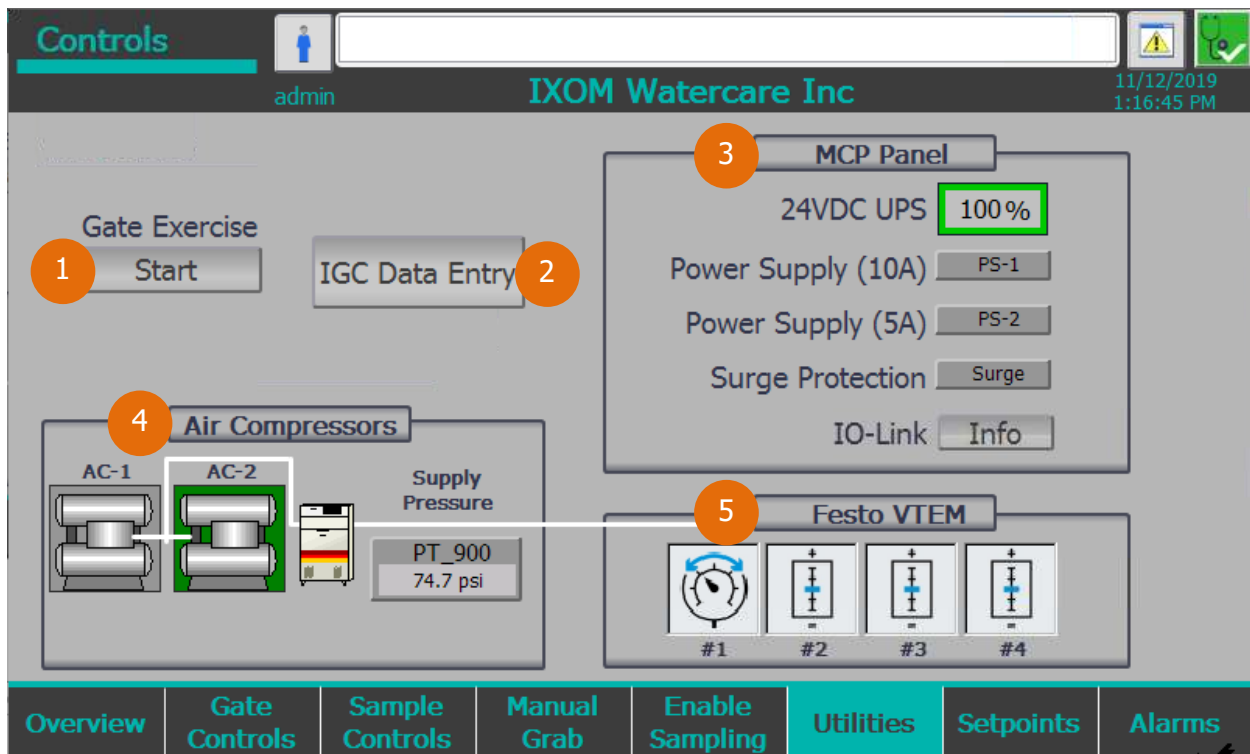 Controls
admin
IXOM Watercare Inc
11/12/2019
1:16:45 PM
Gate Exercise
1
Start
IGC Data Entry
2
3
MCP Panel
24VDC UPS
100%
Power Supply (10A)
PS-1
Power Supply (5A)
PS-2
Surge Protection
Surge
IO-Link
Info
4
Air Compressors
AC-1
AC-2
Supply
Pressure
PT_900
74.7 psi
5
Festo VTEM
#1
#2
#3
#4
Overview
Gate
Controls
Sample
Controls
Manual
Grab
Enable
Sampling
Utilities
Setpoints
Alarms